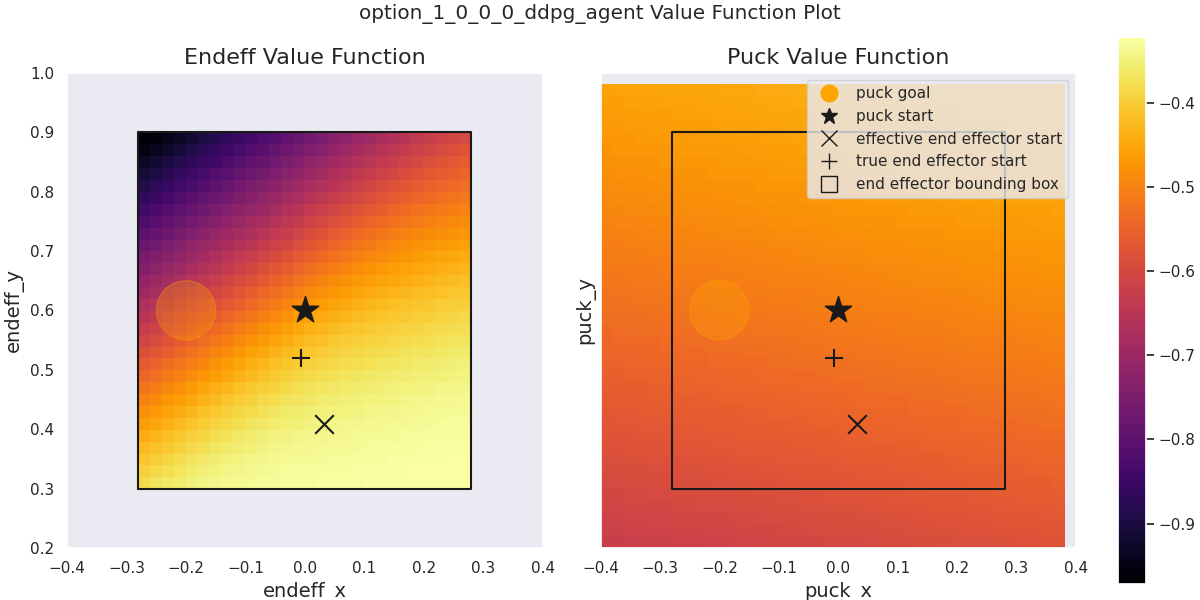 option_1_0_0_0_ddpg_agent Value Function Plot
Endeff Value Function
1.0
0.9
0.8
0.7
0.6
0.5
0.4
0.3
0.2
endeff_y
−0.4
−0.3
−0.2
−0.1
0.0
0.1
0.2
0.3
0.4
endeff_x
Puck Value Function
puck goal
puck start
effective end effector start
true end effector start
end effector bounding box
puck_y
−0.4
−0.3
−0.2
−0.1
0.0
0.1
0.2
0.3
0.4
puck_x
−0.4
−0.5
−0.6
−0.7
−0.8
−0.9